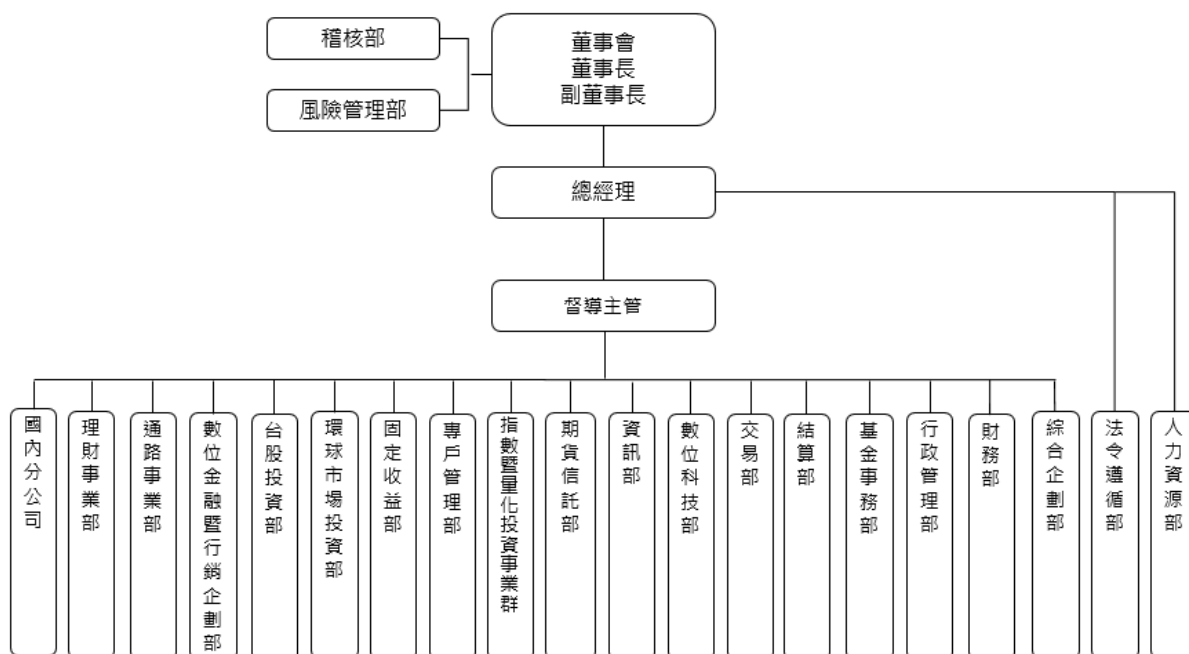 稽核部
風險管理部
董事會
董事長
副董事長
總經理
督導主管
國內分公司
理財事業部
通路事業部
數位金融暨行銷企劃部
台股投資部
環球市場投資部
固定收益部
專戶管理部
指數暨量化投資事業群
期貨信託部
資訊部
數位科技部
交易部
結算部
基金事務部
行政管理部
財務部
綜合企劃部
法令遵循部
人力資源部